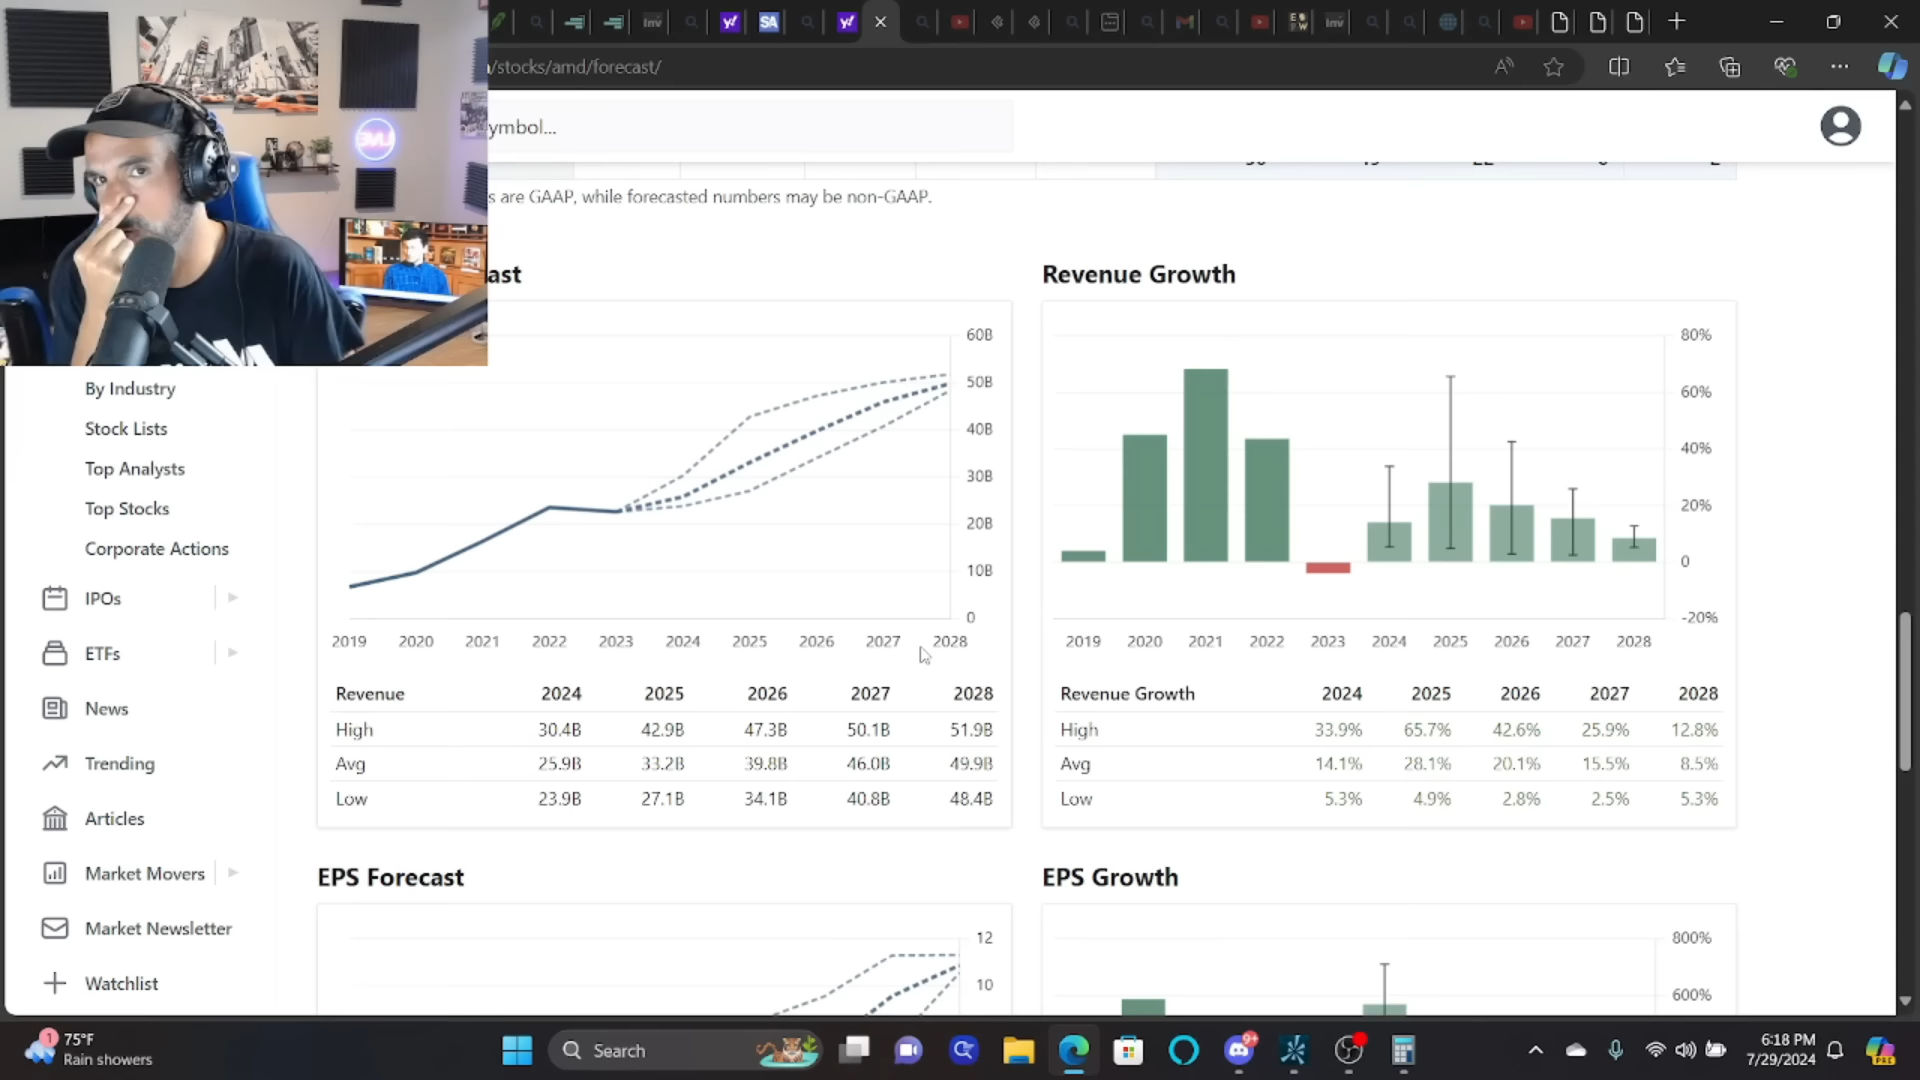 /stocks/amd/forecast/
ymbol...
s are GAAP, while forecasted numbers may be non-GAAP.
ast
60B
50B
40B
30B
20B
10B
0
2019 2020 2021 2022 2023 2024 2025 2026 2027 2028
Revenue 2024 2025 2026 2027 2028
High 30.4B 42.9B 47.3B 50.1B 51.9B
Avg 25.9B 33.2B 39.8B 46.0B 49.9B
Low 23.9B 27.1B 34.1B 40.8B 48.4B
Revenue Growth
80%
60%
40%
20%
0
-20%
2019 2020 2021 2022 2023 2024 2025 2026 2027 2028
Revenue Growth 2024 2025 2026 2027 2028
High 33.9% 65.7% 42.6% 25.9% 12.8%
Avg 14.1% 28.1% 20.1% 15.5% 8.5%
Low 5.3% 4.9% 2.8% 2.5% 5.3%
By Industry
Stock Lists
Top Analysts
Top Stocks
Corporate Actions
IPOs
ETFs
News
Trending
Articles
Market Movers
Market Newsletter
Watchlist
EPS Forecast
12
10
EPS Growth
800%
600%
1
75°F
Rain showers
Search
9+
6:18 PM
7/29/2024